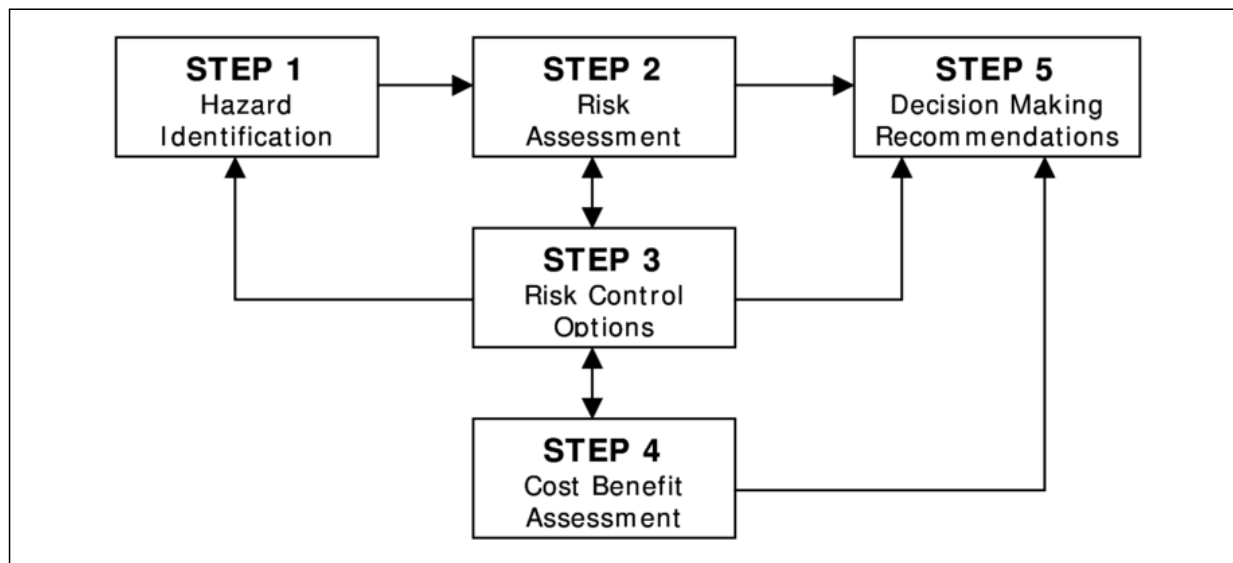 STEP 1
Hazard
Identification
STEP 2
Risk
Assessment
STEP 5
Decision Making
Recommendations
STEP 3
Risk Control
Options
STEP 4
Cost Benefit
Assessment